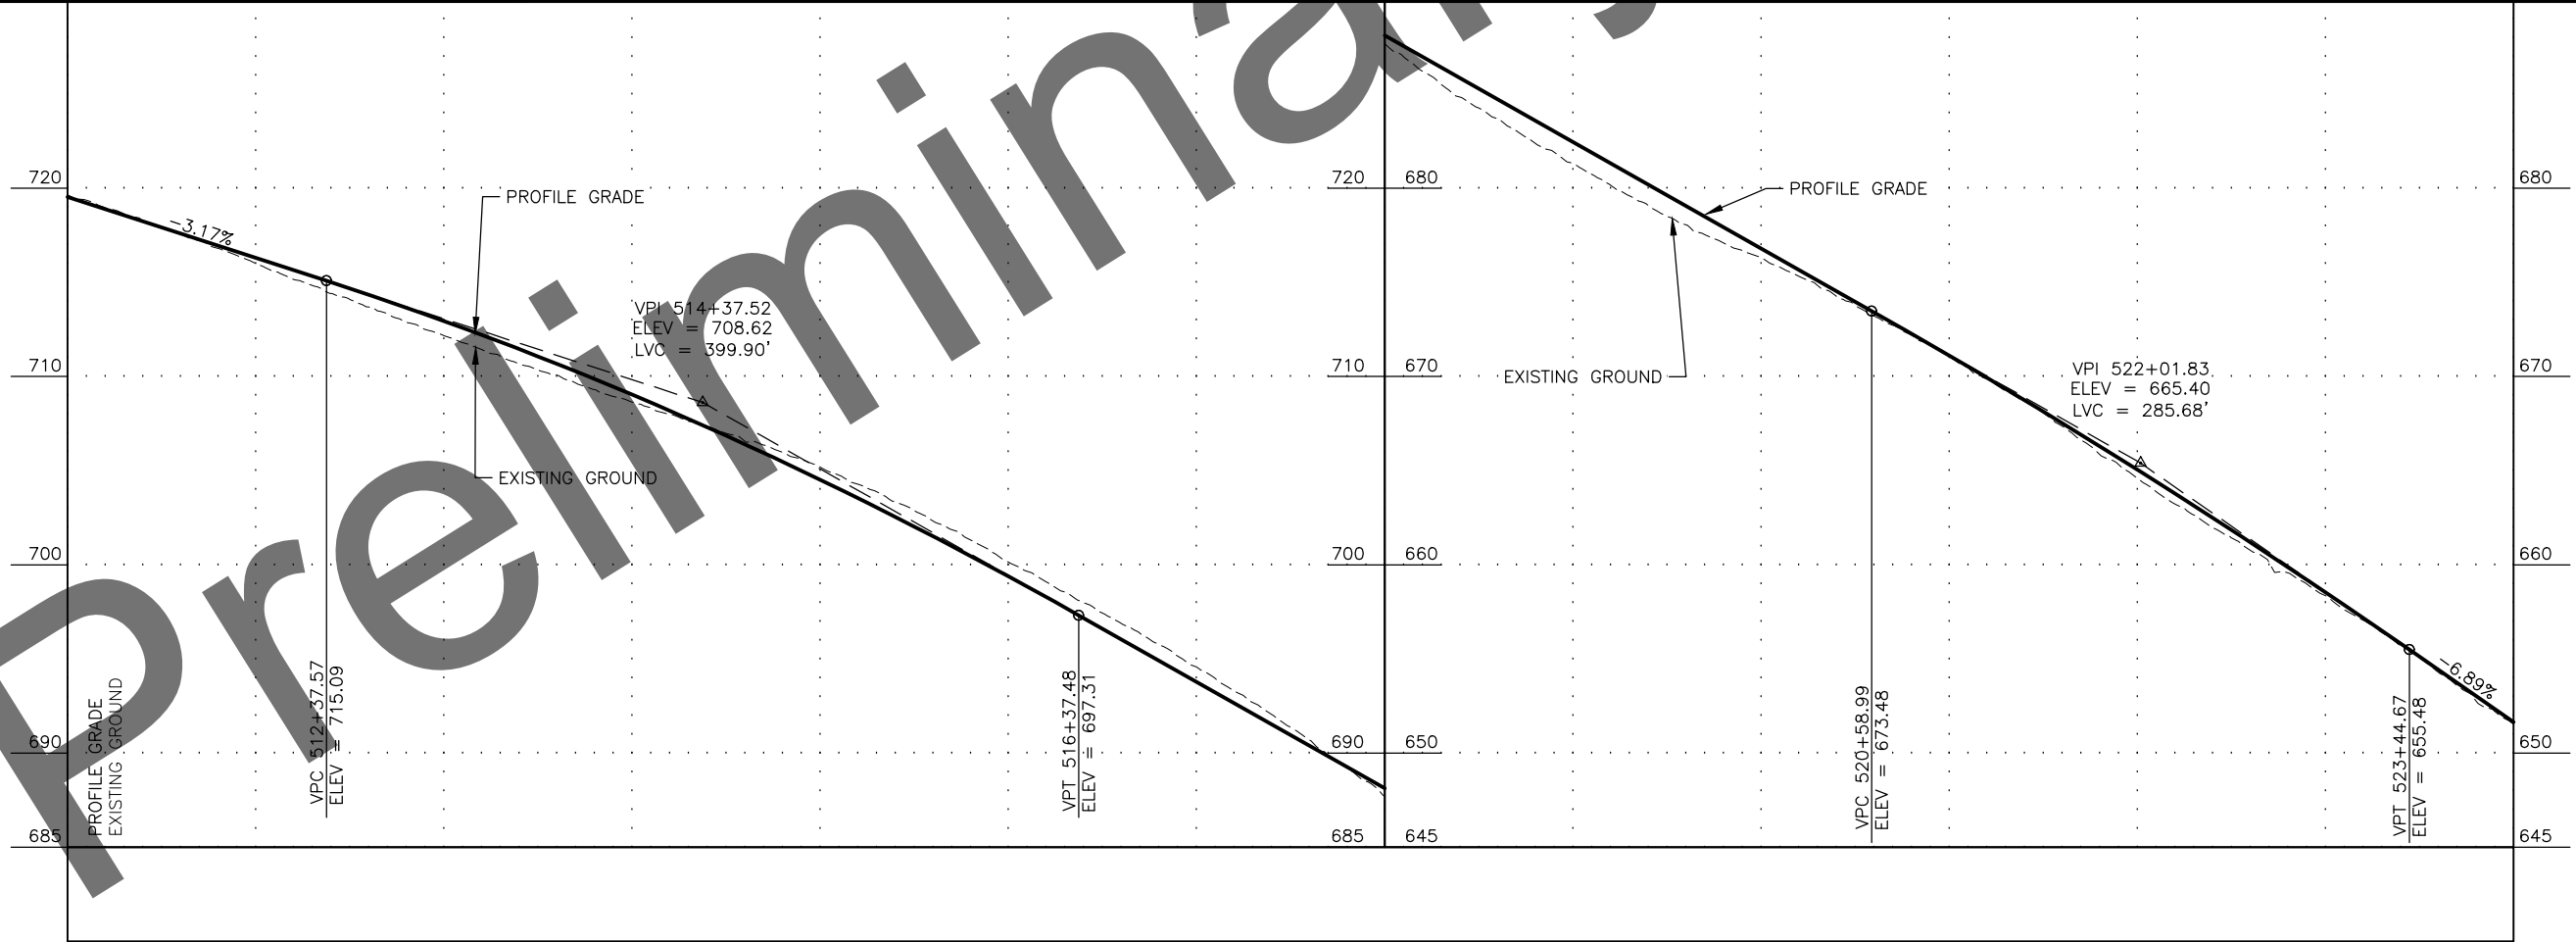 Preliminary
720
710
700
690
685
-3.17%
PROFILE GRADE
VPI 514+37.52
ELEV = 708.62
LVC = 399.90'
EXISTING GROUND
PROFILE GRADE
EXISTING GROUND
VPC 512+37.57
ELEV = 715.09
VPT 516+37.48
ELEV = 697.31
720 680
710 670
700 660
690 650
685 645
PROFILE GRADE
EXISTING GROUND
VPI 522+01.83
ELEV = 665.40
LVC = 285.68'
VPC 520+58.99
ELEV = 673.48
VPT 523+44.67
ELEV = 655.48
-6.89%
680
670
660
650
645